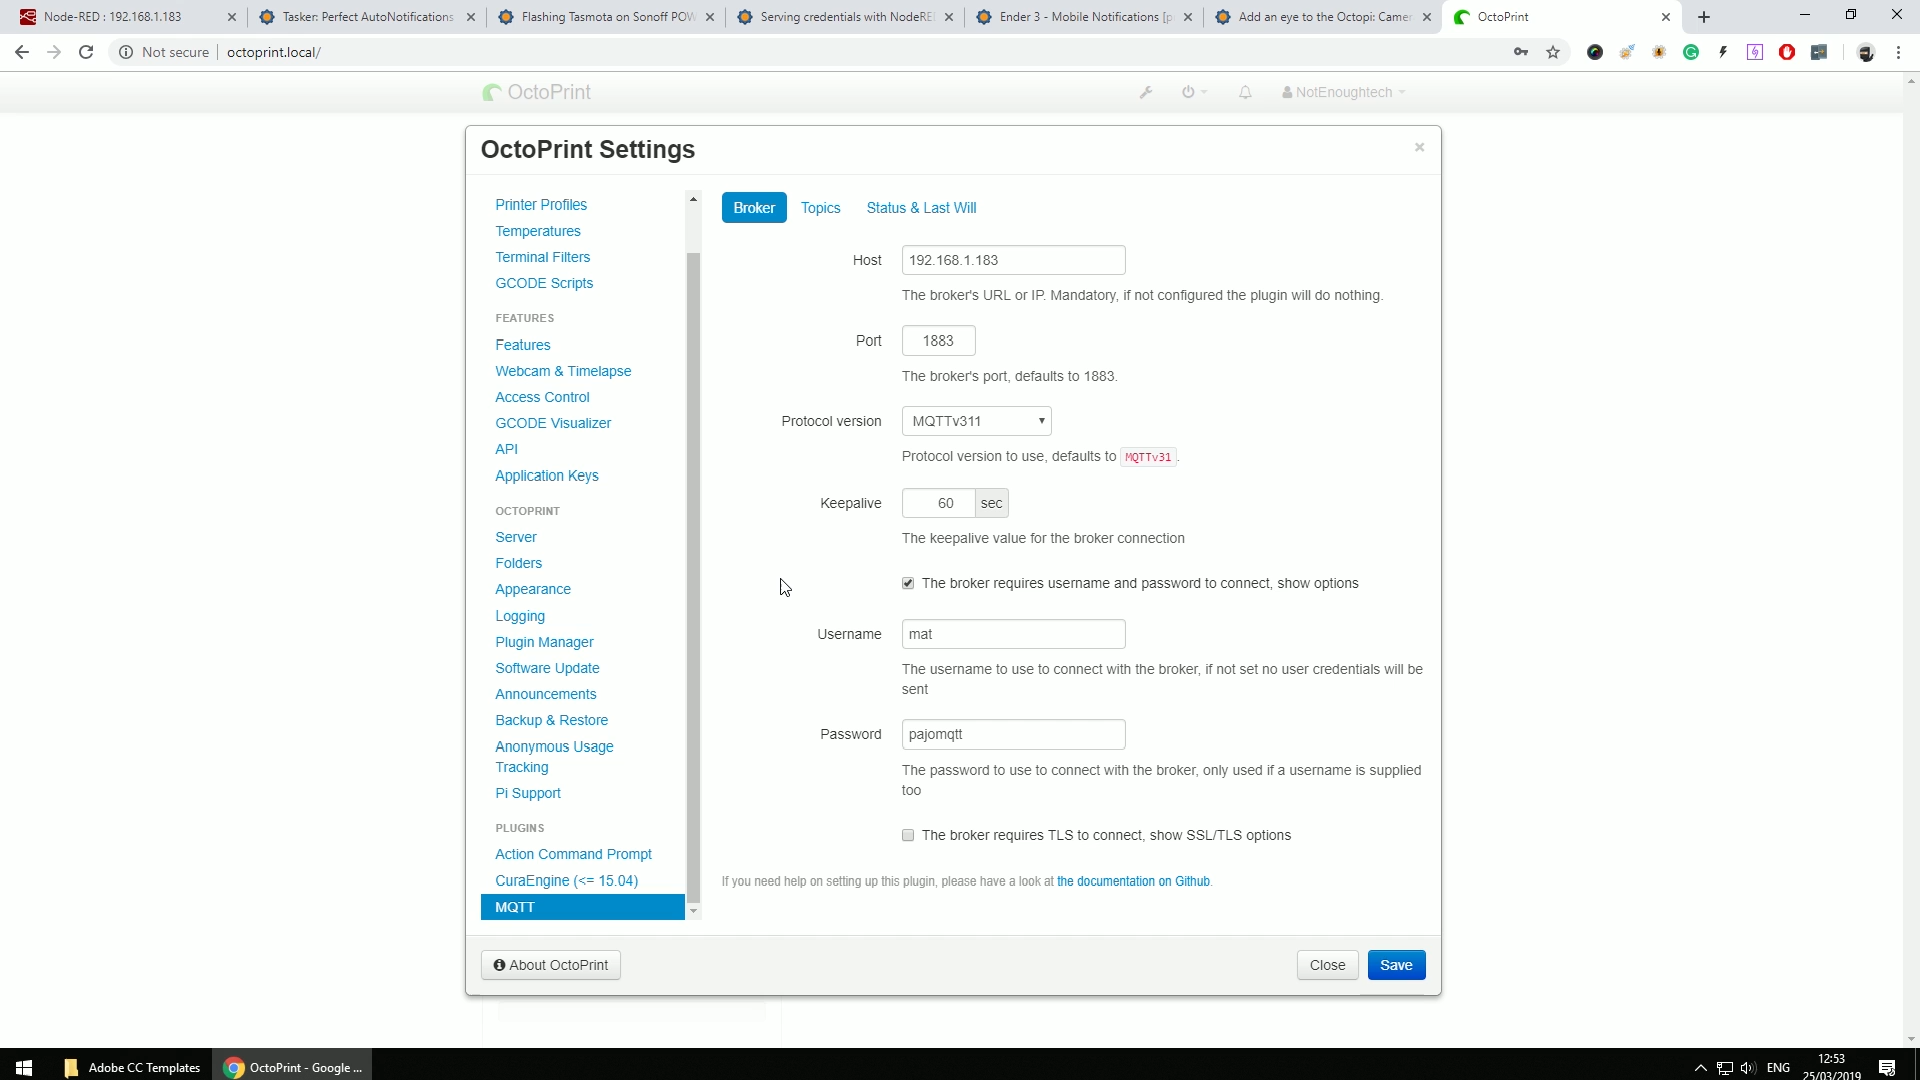 Node-RED : 192.168.1.183
Tasker: Perfect AutoNotifications
Flashing Tasmota on Sonoff POW
Serving credentials with NodeRE
Ender 3 - Mobile Notifications [p
Add an eye to the Octopi: Camer
OctoPrint
Not secure
octoprint.local/
OctoPrint
NotEnoughtech
OctoPrint Settings
Printer Profiles
Temperatures
Terminal Filters
GCODE Scripts
FEATURES
Features
Webcam & Timelapse
Access Control
GCODE Visualizer
API
Application Keys
OCTOPRINT
Server
Folders
Appearance
Logging
Plugin Manager
Software Update
Announcements
Backup & Restore
Anonymous Usage
Tracking
Pi Support
PLUGINS
Action Command Prompt
CuraEngine (<= 15.04)
MQTT
Broker
Topics
Status & Last Will
Host
192.168.1.183
The broker's URL or IP. Mandatory, if not configured the plugin will do nothing.
Port
1883
The broker's port, defaults to 1883.
Protocol version
MQTTv311
Protocol version to use, defaults to MQTTv31.
Keepalive
60 sec
The keepalive value for the broker connection
The broker requires username and password to connect, show options
Username
mat
The username to use to connect with the broker, if not set no user credentials will be
sent
Password
pajomqtt
The password to use to connect with the broker, only used if a username is supplied
too
The broker requires TLS to connect, show SSL/TLS options
If you need help on setting up this plugin, please have a look at the documentation on Github.
About OctoPrint
Close
Save
Adobe CC Templates
OctoPrint - Google ...
ENG
12:53
25/03/2019